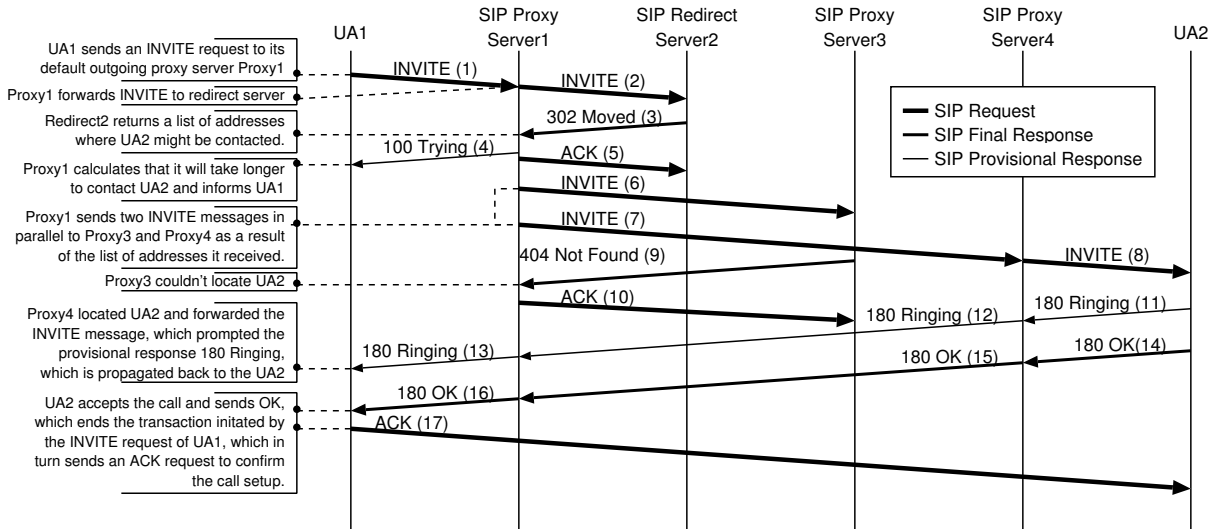 UA1
SIP Proxy
Server1
SIP Redirect
Server2
SIP Proxy
Server3
SIP Proxy
Server4
UA2
UA1 sends an INVITE request to its
default outgoing proxy server Proxy1
Proxy1 forwards INVITE to redirect server
Redirect2 returns a list of addresses
where UA2 might be contacted.
Proxy1 calculates that it will take longer
to contact UA2 and informs UA1
Proxy1 sends two INVITE messages in
parallel to Proxy3 and Proxy4 as a result
of the list of addresses it received.
Proxy3 couldn't locate UA2
Proxy4 located UA2 and forwarded the
INVITE message, which prompted the
provisional response 180 Ringing,
which is propagated back to the UA2
UA2 accepts the call and sends OK,
which ends the transaction initated by
the INVITE request of UA1, which in
turn sends an ACK request to confirm
the call setup.
INVITE (1)
INVITE (2)
302 Moved (3)
100 Trying (4)
ACK (5)
INVITE (6)
INVITE (7)
INVITE (8)
404 Not Found (9)
ACK (10)
180 Ringing (11)
180 Ringing (12)
180 Ringing (13)
180 OK(14)
180 OK (15)
180 OK (16)
ACK (17)
SIP Request
SIP Final Response
SIP Provisional Response